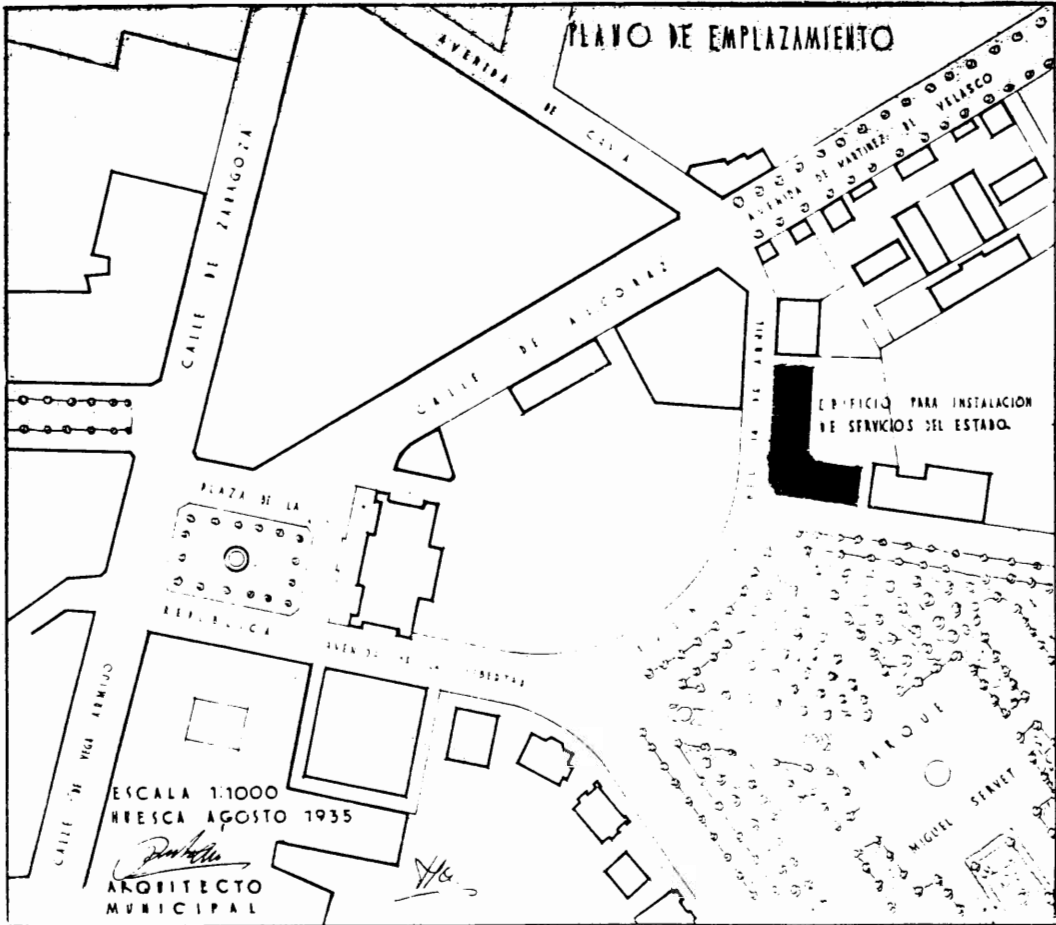 PLANO DE EMPLAZAMIENTO
AVENIDA DE CAVIA
AVENIDA DE MARTINEZ DE VELASCO
CALLE DE ZARAGOZA
CALLE DE ALCORAZ
EDIFICIO PARA INSTALACIÓN
DE SERVICIOS DEL ESTADO.
PLAZA DE LA
REPUBLICA
AVENIDA DE LA LIBERTAD
CALLE DE VEGA ARMIJO
PARQUE
MIGUEL SERVET
ESCALA 1:1000
HUESCA AGOSTO 1935
ARQUITECTO
MUNICIPAL